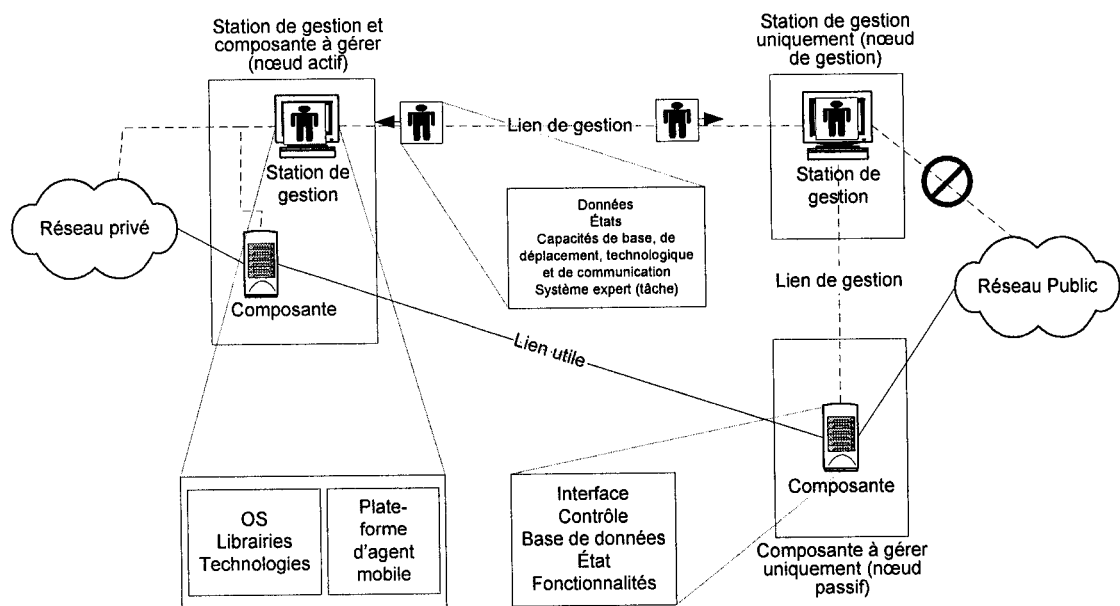 Station de gestion et
composante à gérer
(nœud actif)
Station de gestion
uniquement (nœud
de gestion)
Lien de gestion
Station de
gestion
Station de
gestion
Réseau privé
Données
États
Capacités de base, de
déplacement, technologique
et de communication
Système expert (tâche)
Composante
Lien de gestion
Réseau Public
Lien utile
Composante
OS
Librairies
Technologies
Plate-
forme
d'agent
mobile
Interface
Contrôle
Base de données
État
Fonctionnalités
Composante à gérer
uniquement (nœud
passif)